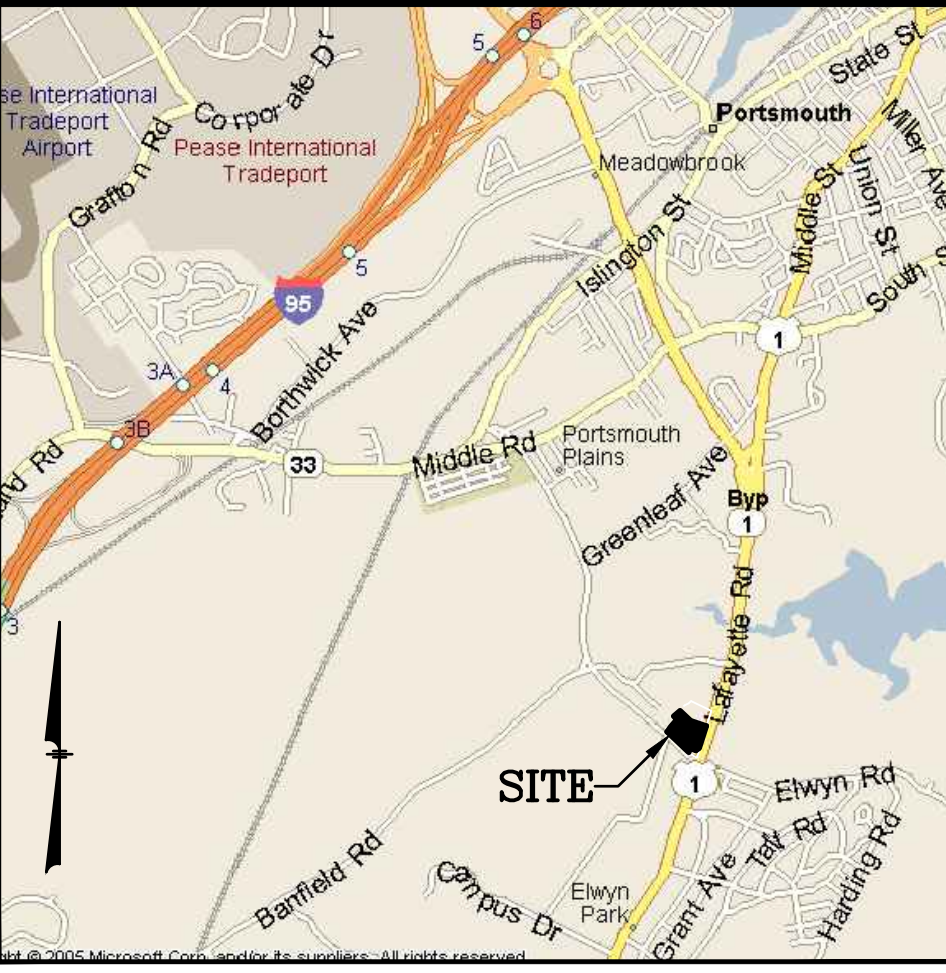 6
5
State St
se International
Tradeport
Airport
Corporate Dr
Portsmouth
Grafton Rd
Pease International
Tradeport
Meadowbrook
Miller Ave
Union St
Middle St
Islington St
5
South S
95
1
Borthwick Ave
3A
4
3B
and Rd
33
Middle Rd
Portsmouth
Plains
Greenleaf Ave
Byp
1
Lafayette Rd
3
SITE
1
Elwyn Rd
Taft Rd
Harding Rd
Banfield Rd
Campus Dr
Elwyn
Park
Grant Ave
ght © 2005 Microsoft Corp. and/or its suppliers. All rights reserved.